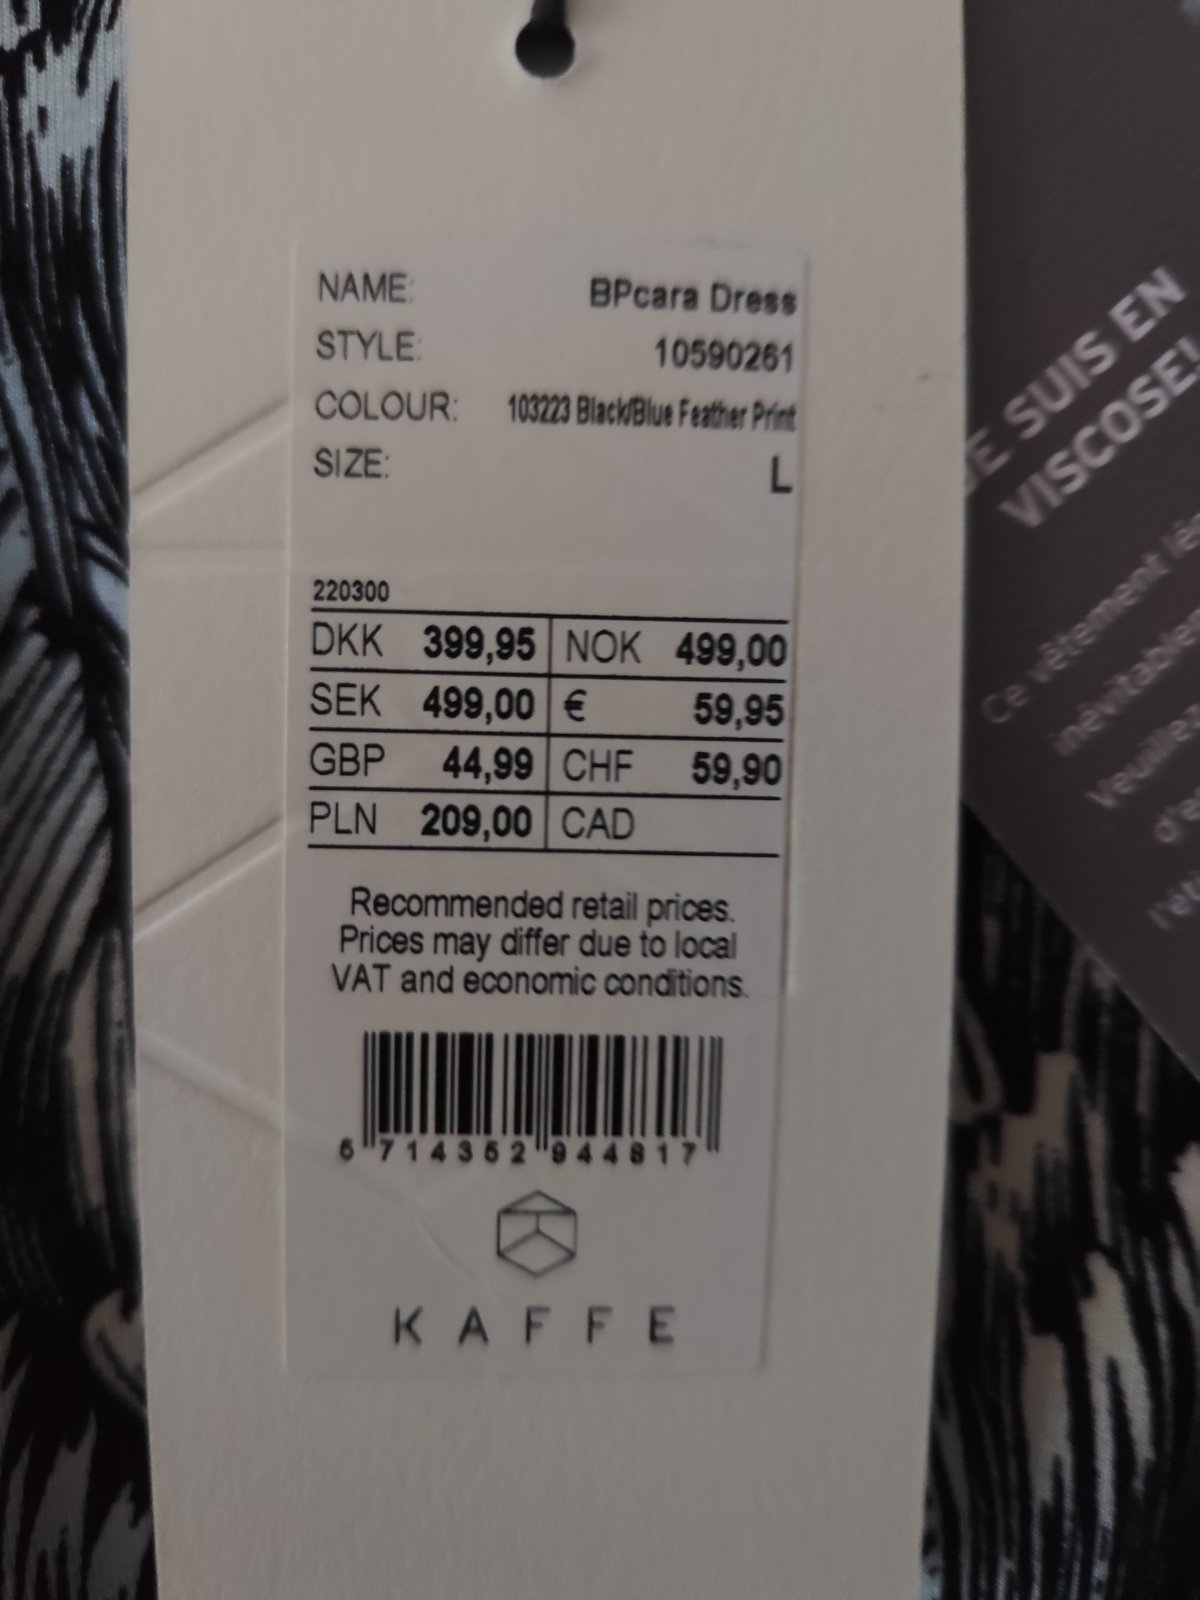 NAME: BPcara Dress
STYLE: 10590261
COLOUR: 103223 Black/Blue Feather Print
SIZE: L
220300
DKK 399,95 NOK 499,00
SEK 499,00 € 59,95
GBP 44,99 CHF 59,90
PLN 209,00 CAD
Recommended retail prices.
Prices may differ due to local
VAT and economic conditions.
5 714352 944817
KAFFE
JE SUIS EN
VISCOSE!
Ce vêtement